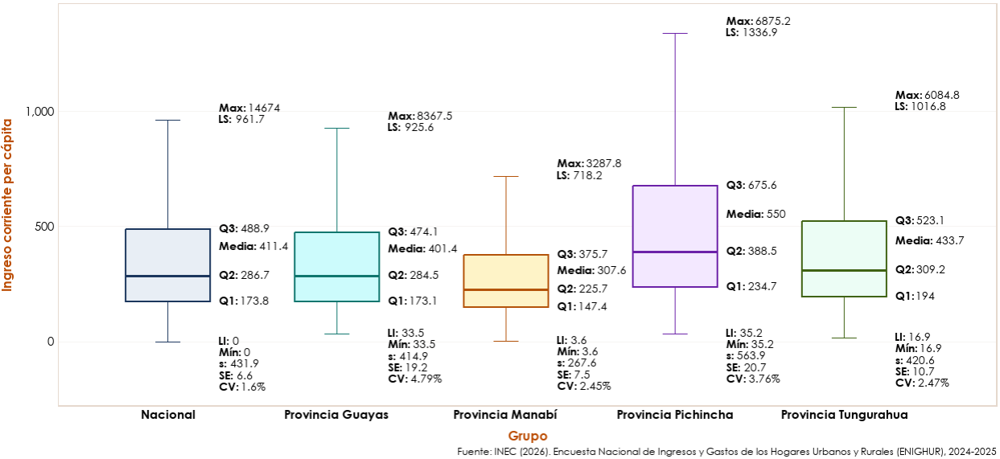 Ingreso corriente per cápita
1,000
500
0
Max: 14674
LS: 961.7
Q3: 488.9
Media: 411.4
Q2: 286.7
Q1: 173.8
LI: 0
Mín: 0
s: 431.9
SE: 6.6
CV: 1.6%
Max: 8367.5
LS: 925.6
Q3: 474.1
Media: 401.4
Q2: 284.5
Q1: 173.1
LI: 33.5
Mín: 33.5
s: 414.9
SE: 19.2
CV: 4.79%
Max: 3287.8
LS: 718.2
Q3: 375.7
Media: 307.6
Q2: 225.7
Q1: 147.4
LI: 3.6
Mín: 3.6
s: 267.6
SE: 7.5
CV: 2.45%
Max: 6875.2
LS: 1336.9
Q3: 675.6
Media: 550
Q2: 388.5
Q1: 234.7
LI: 35.2
Mín: 35.2
s: 563.9
SE: 20.7
CV: 3.76%
Max: 6084.8
LS: 1016.8
Q3: 523.1
Media: 433.7
Q2: 309.2
Q1: 194
LI: 16.9
Mín: 16.9
s: 420.6
SE: 10.7
CV: 2.47%
Nacional
Provincia Guayas
Provincia Manabí
Provincia Pichincha
Provincia Tungurahua
Grupo
Fuente: INEC (2026). Encuesta Nacional de Ingresos y Gastos de los Hogares Urbanos y Rurales (ENIGHUR), 2024-2025